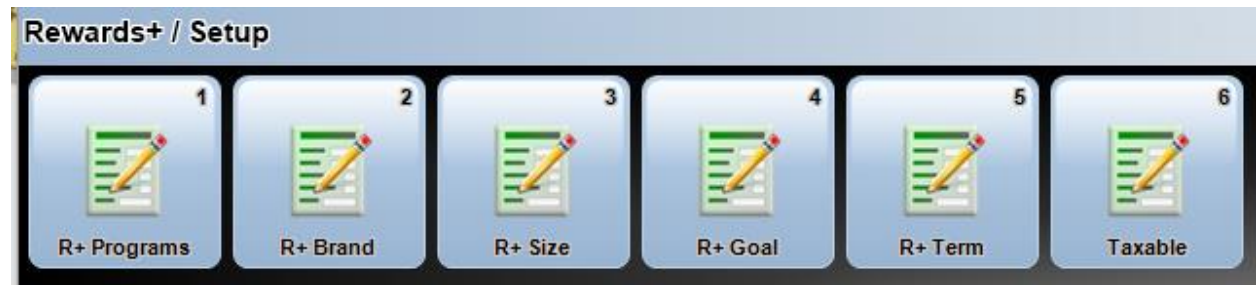 Rewards+ / Setup
1 2 3 4 5 6
R+ Programs R+ Brand R+ Size R+ Goal R+ Term Taxable